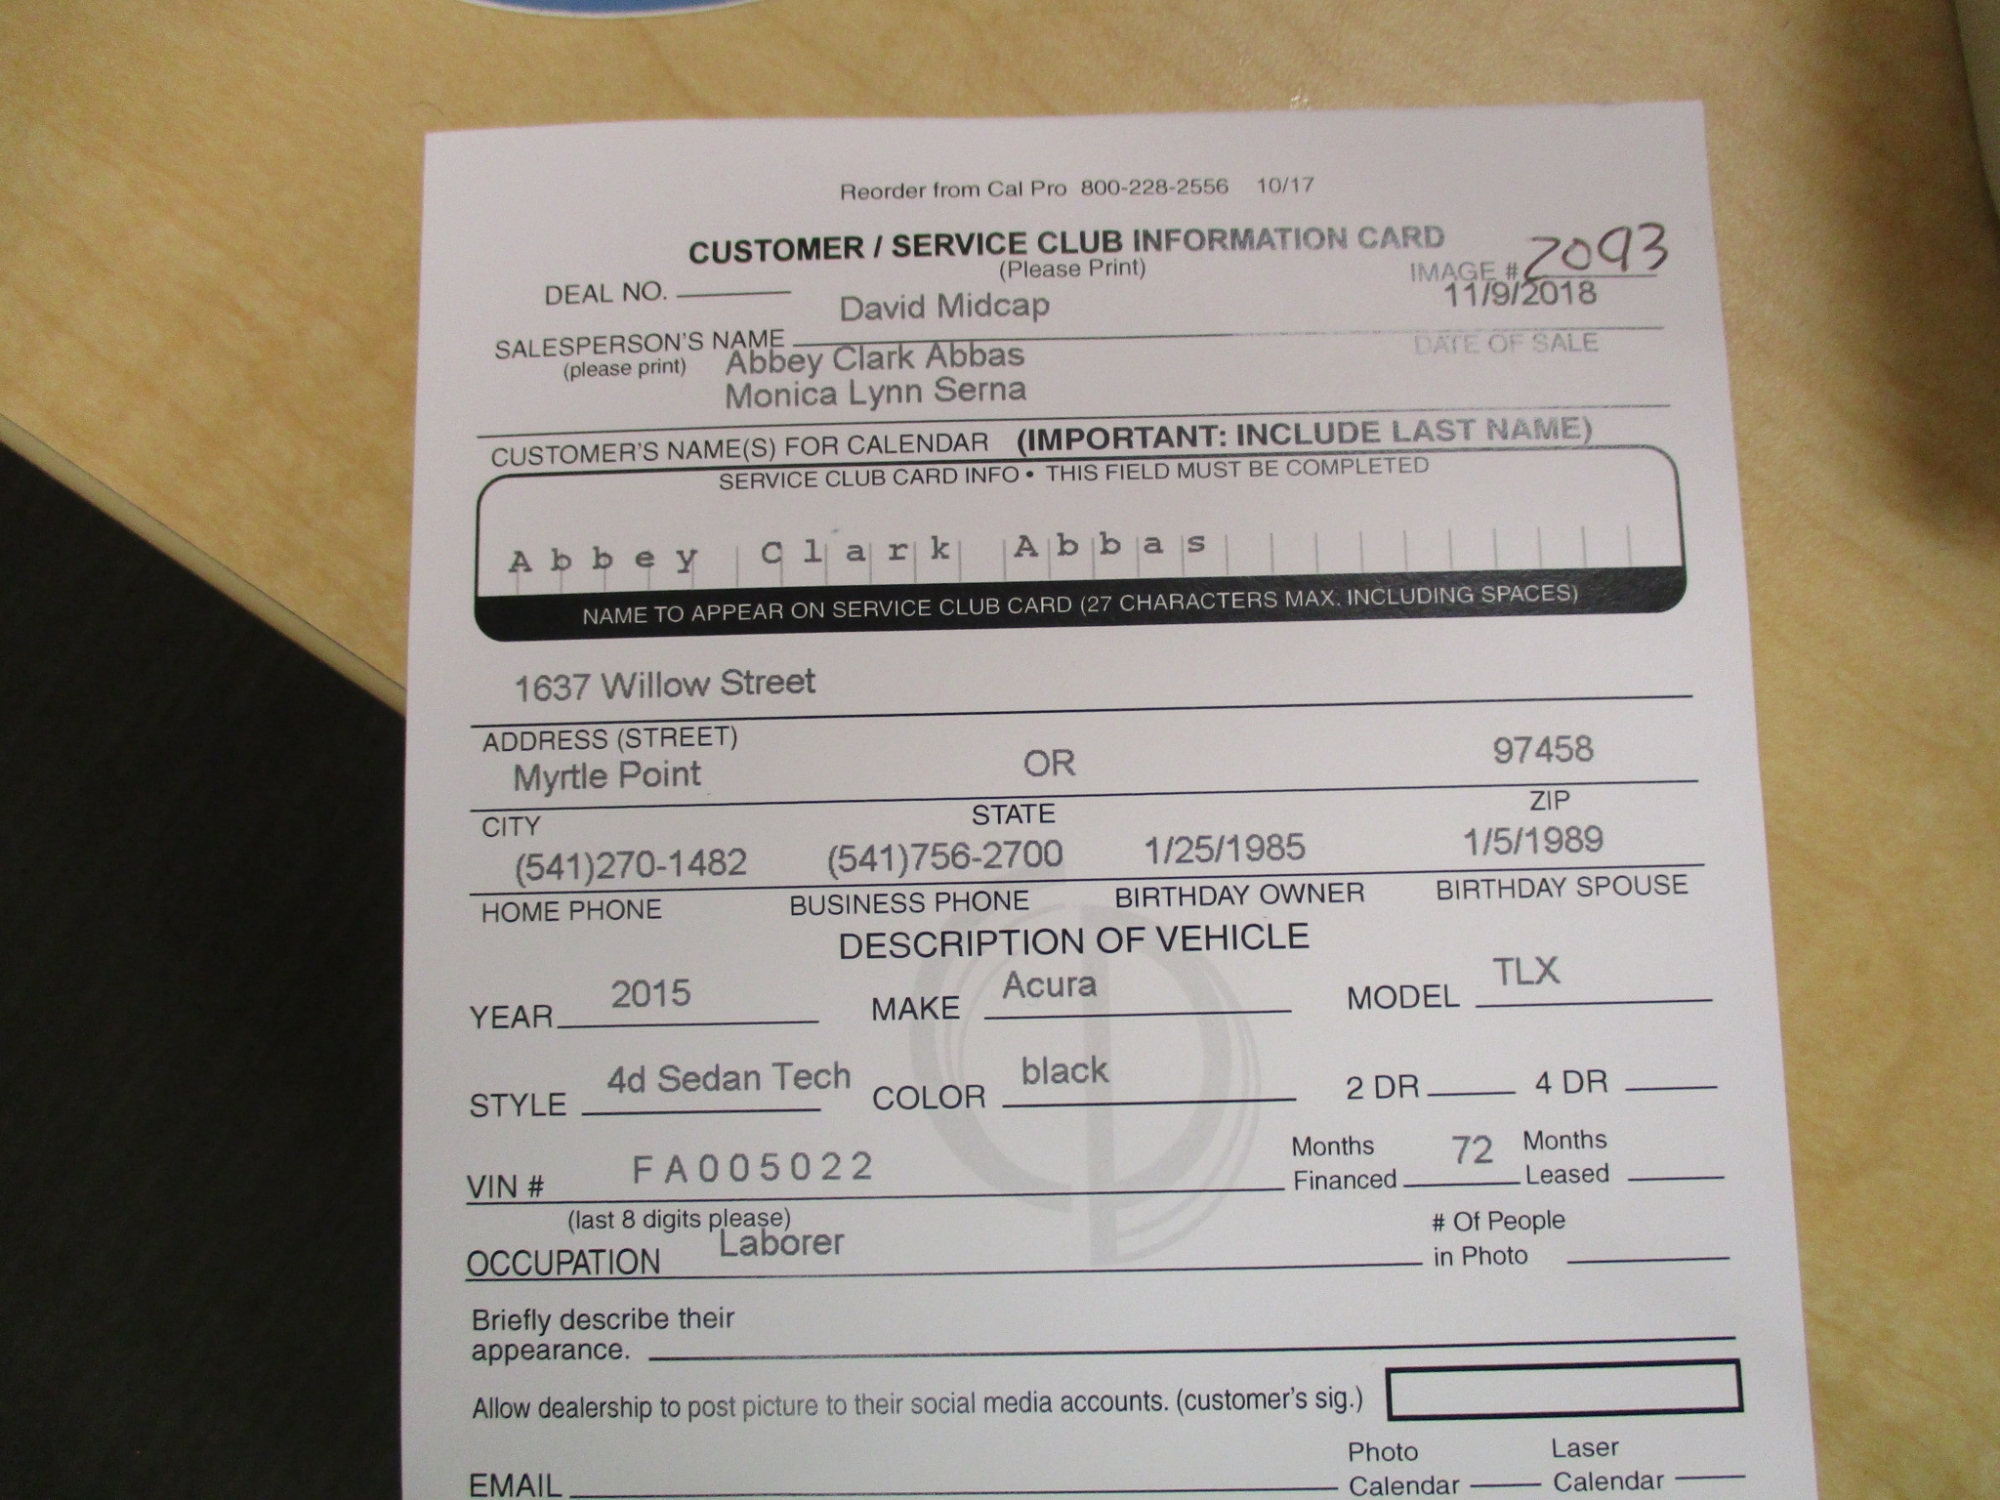 Reorder from Cal Pro 800-228-2556 10/17
CUSTOMER / SERVICE CLUB INFORMATION CARD
(Please Print)
IMAGE # 2093
DEAL NO.
David Midcap
11/9/2018
SALESPERSON'S NAME
DATE OF SALE
(please print)
Abbey Clark Abbas
Monica Lynn Serna
CUSTOMER'S NAME(S) FOR CALENDAR (IMPORTANT: INCLUDE LAST NAME)
SERVICE CLUB CARD INFO • THIS FIELD MUST BE COMPLETED
Abbey Clark Abbas
NAME TO APPEAR ON SERVICE CLUB CARD (27 CHARACTERS MAX. INCLUDING SPACES)
1637 Willow Street
ADDRESS (STREET)
Myrtle Point OR 97458
CITY STATE ZIP
(541)270-1482 (541)756-2700 1/25/1985 1/5/1989
HOME PHONE BUSINESS PHONE BIRTHDAY OWNER BIRTHDAY SPOUSE
DESCRIPTION OF VEHICLE
YEAR 2015 MAKE Acura MODEL TLX
STYLE 4d Sedan Tech COLOR black 2 DR 4 DR
VIN # FA005022 Months Financed 72 Months Leased
(last 8 digits please)
OCCUPATION Laborer # Of People in Photo
Briefly describe their
appearance.
Allow dealership to post picture to their social media accounts. (customer's sig.)
EMAIL Photo Calendar Laser Calendar